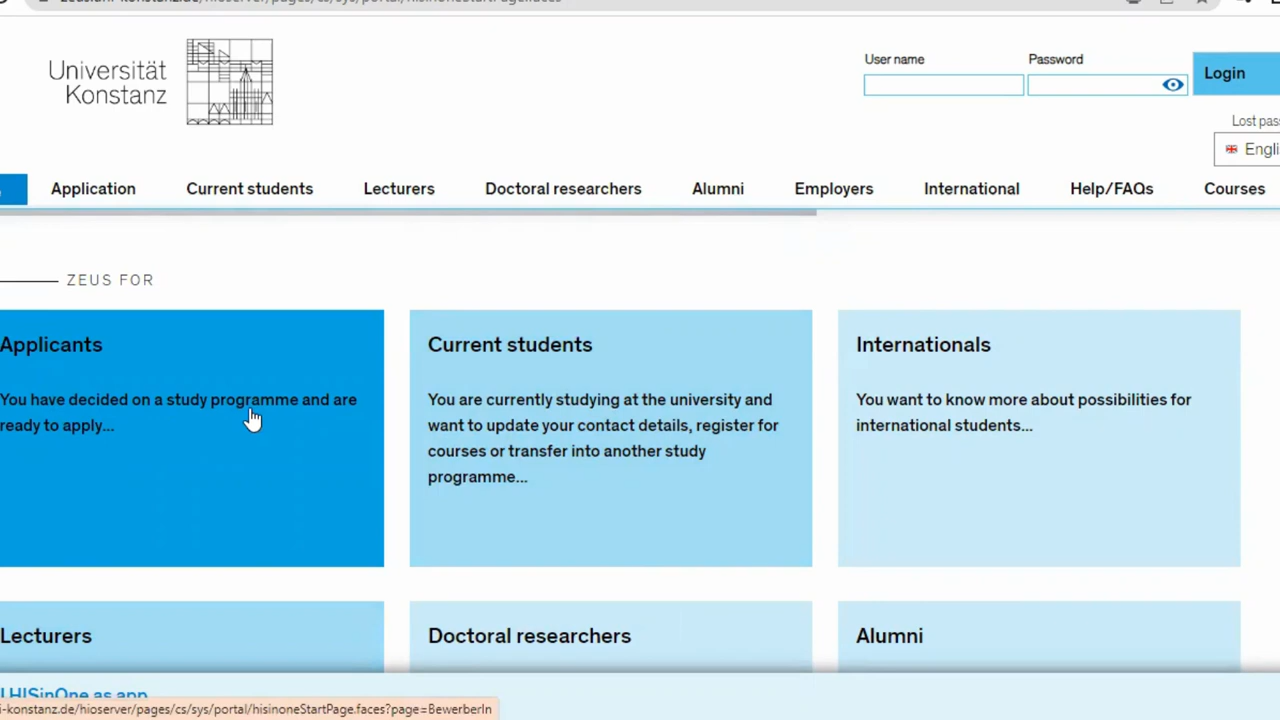 Universität
Konstanz
User name
Password
Login
Lost pas
Engli
Application
Current students
Lecturers
Doctoral researchers
Alumni
Employers
International
Help/FAQs
Courses
ZEUS FOR
Applicants
You have decided on a study programme and are
ready to apply...
Current students
You are currently studying at the university and
want to update your contact details, register for
courses or transfer into another study
programme...
Internationals
You want to know more about possibilities for
international students...
Lecturers
Doctoral researchers
Alumni
HISinOne as app
i-konstanz.de/hioserver/pages/cs/sys/portal/hisinoneStartPage.faces?page=BewerberIn